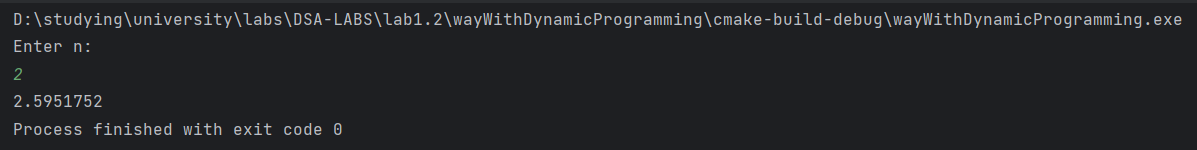 D:\studying\university\labs\DSA-LABS\lab1.2\wayWithDynamicProgramming\cmake-build-debug\wayWithDynamicProgramming.exe
Enter n:
2
2.5951752
Process finished with exit code 0